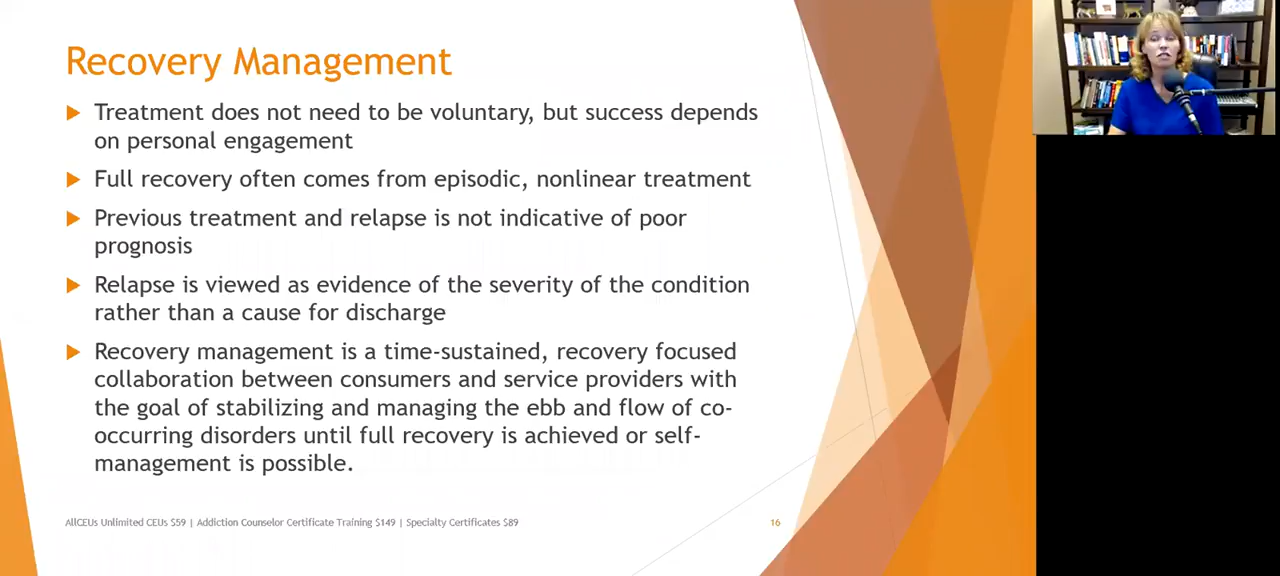 Recovery Management
Treatment does not need to be voluntary, but success depends
on personal engagement
Full recovery often comes from episodic, nonlinear treatment
Previous treatment and relapse is not indicative of poor
prognosis
Relapse is viewed as evidence of the severity of the condition
rather than a cause for discharge
Recovery management is a time-sustained, recovery focused
collaboration between consumers and service providers with
the goal of stabilizing and managing the ebb and flow of co-
occurring disorders until full recovery is achieved or self-
management is possible.
AllCEUs Unlimited CEUs $59 | Addiction Counselor Certificate Training $149 | Specialty Certificates $89
16